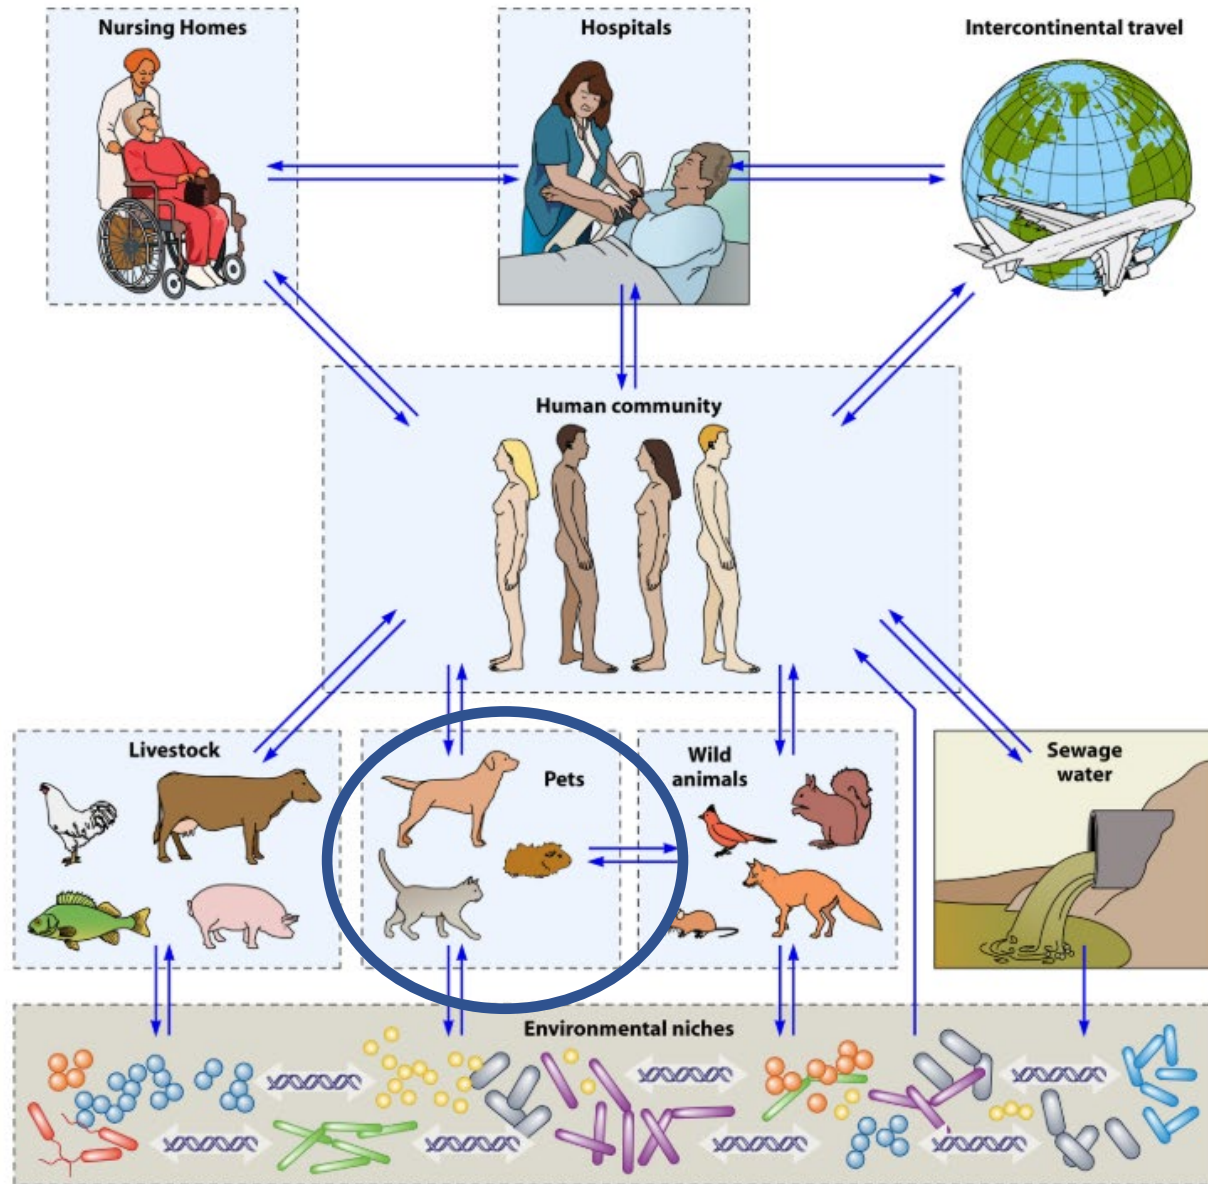 Nursing Homes
Hospitals
Intercontinental travel
Human community
Livestock
Pets
Wild
animals
Sewage
water
Environmental niches